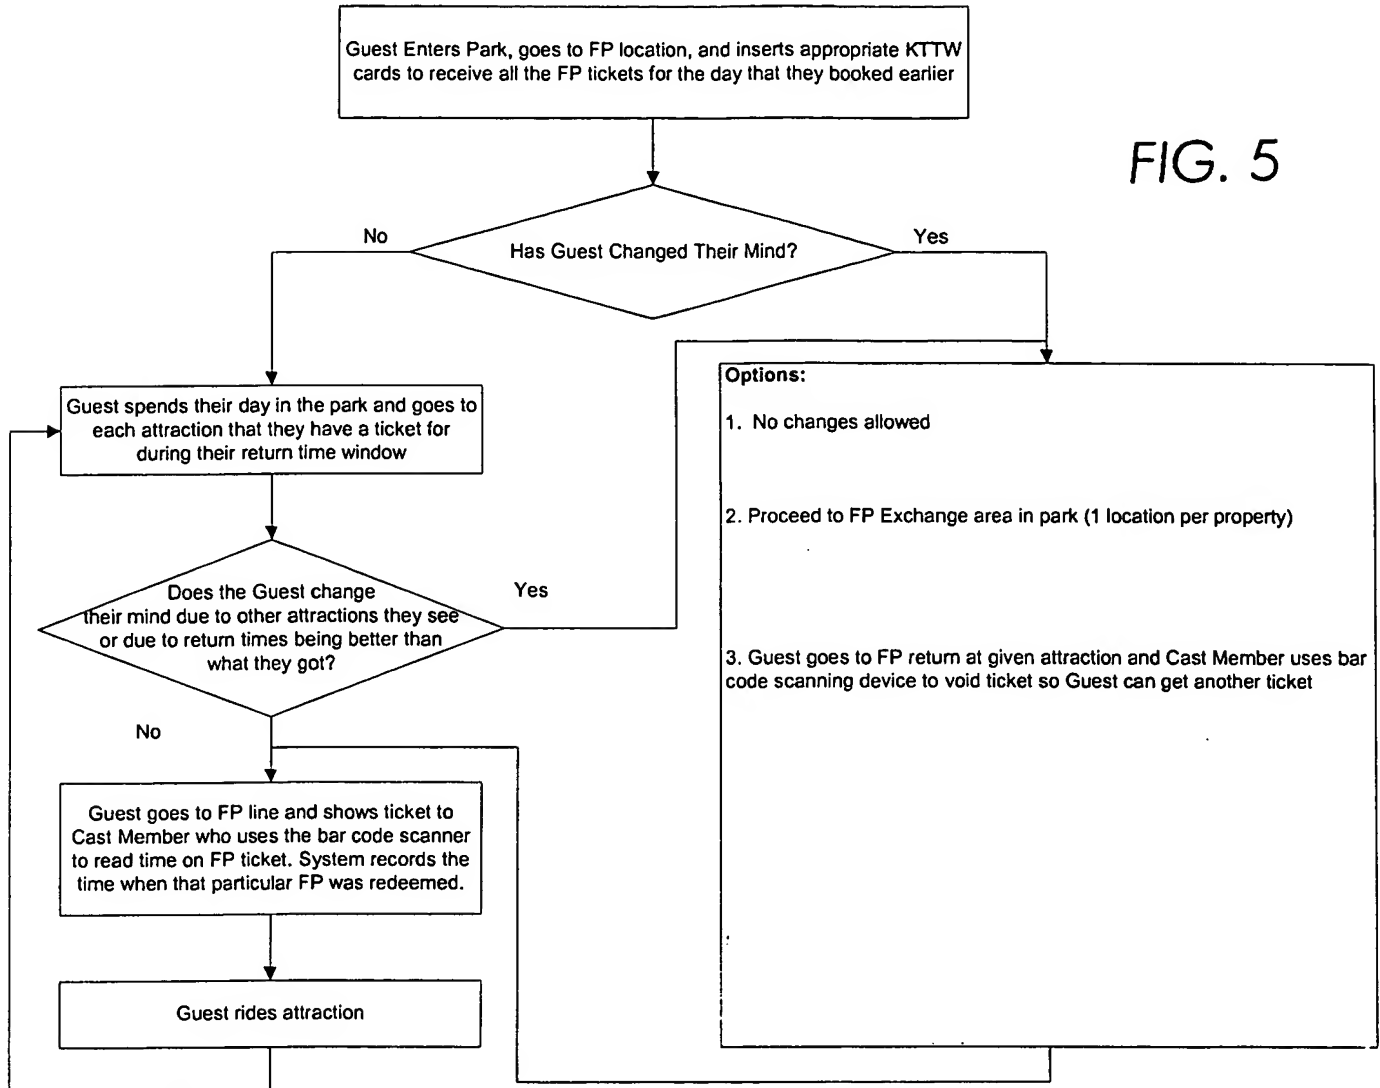 Guest Enters Park, goes to FP location, and inserts appropriate KTTW
cards to receive all the FP tickets for the day that they booked earlier
FIG. 5
No
Has Guest Changed Their Mind?
Yes
Guest spends their day in the park and goes to
each attraction that they have a ticket for
during their return time window
Options:
1. No changes allowed
2. Proceed to FP Exchange area in park (1 location per property)
3. Guest goes to FP return at given attraction and Cast Member uses bar
code scanning device to void ticket so Guest can get another ticket
Does the Guest change
their mind due to other attractions they see
or due to return times being better than
what they got?
Yes
No
Guest goes to FP line and shows ticket to
Cast Member who uses the bar code scanner
to read time on FP ticket. System records the
time when that particular FP was redeemed.
Guest rides attraction